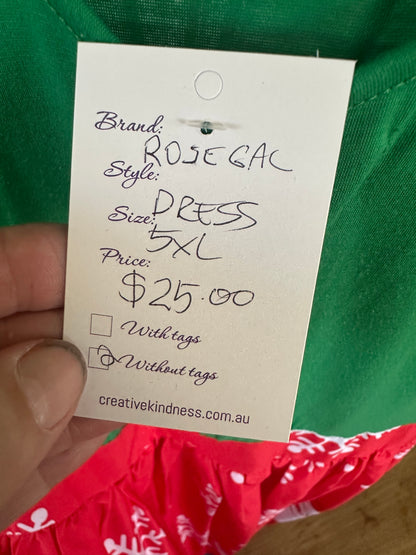 Brand:
ROSEGAL
Style:
DRESS
Size:
5XL
Price:
$25.00
With tags
Without tags
creativekindness.com.au